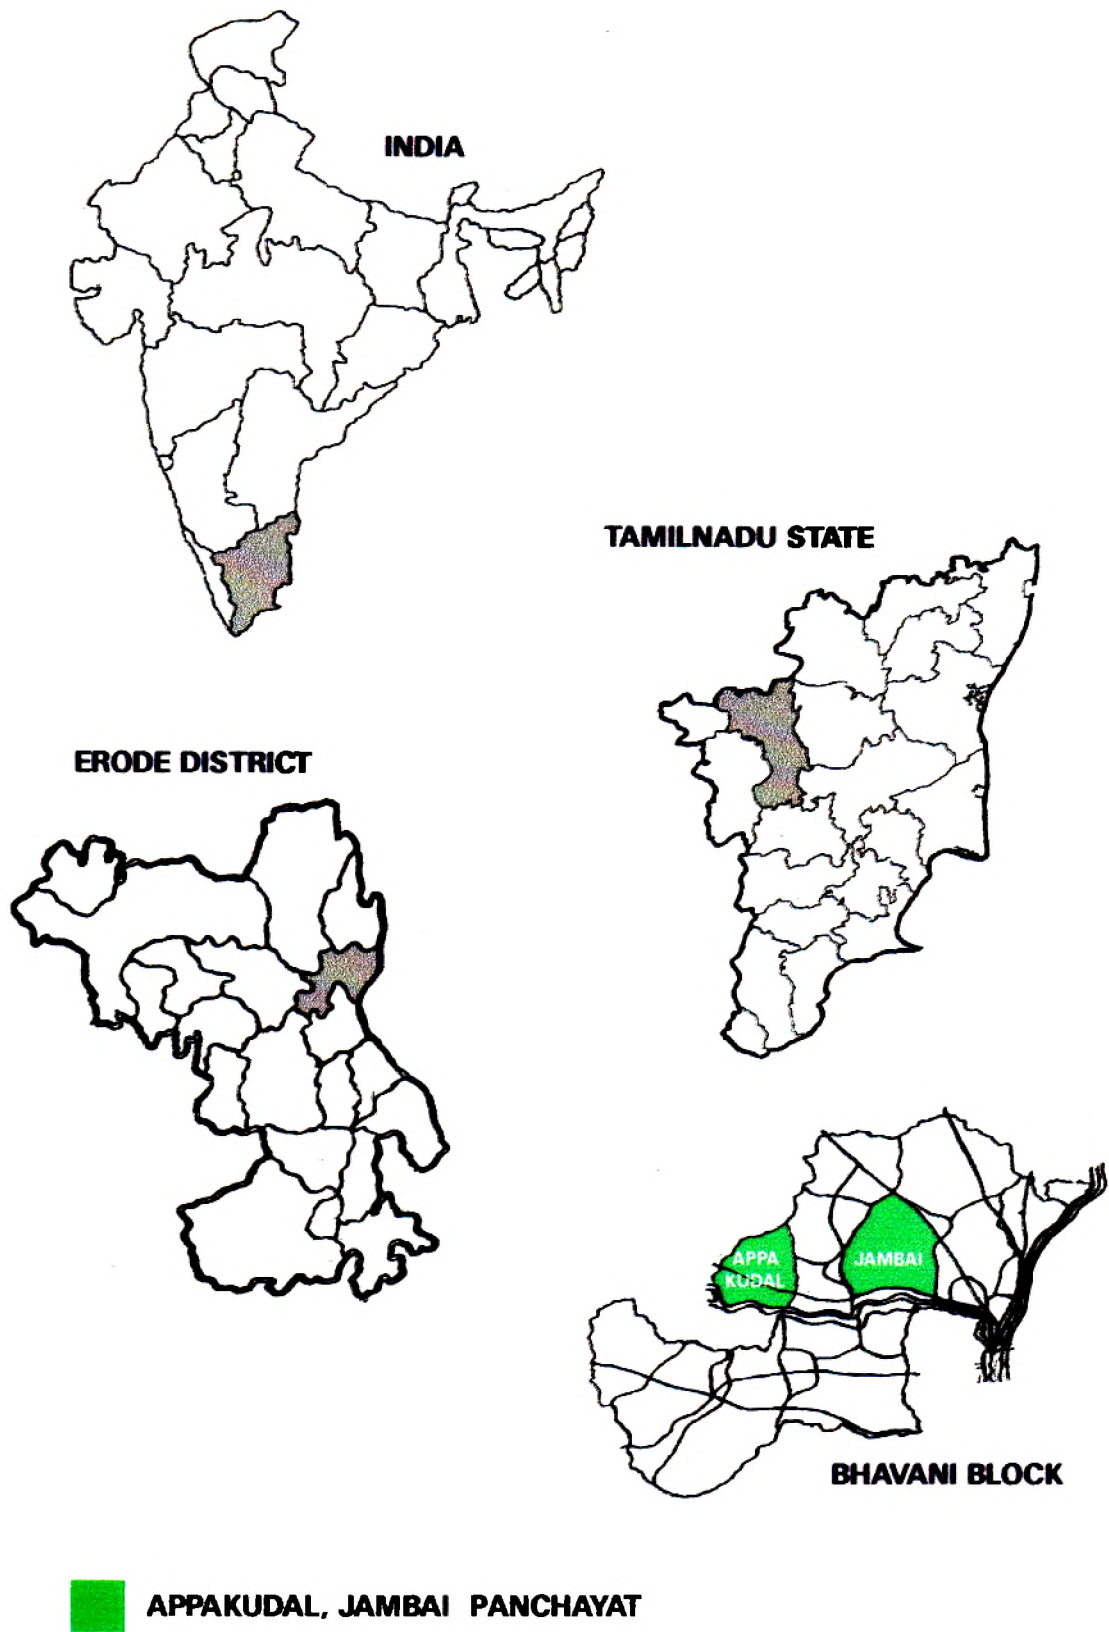 INDIA
TAMILNADU STATE
ERODE DISTRICT
APPA
KUDAL
JAMBAI
BHAVANI BLOCK
APPAKUDAL, JAMBAI PANCHAYAT